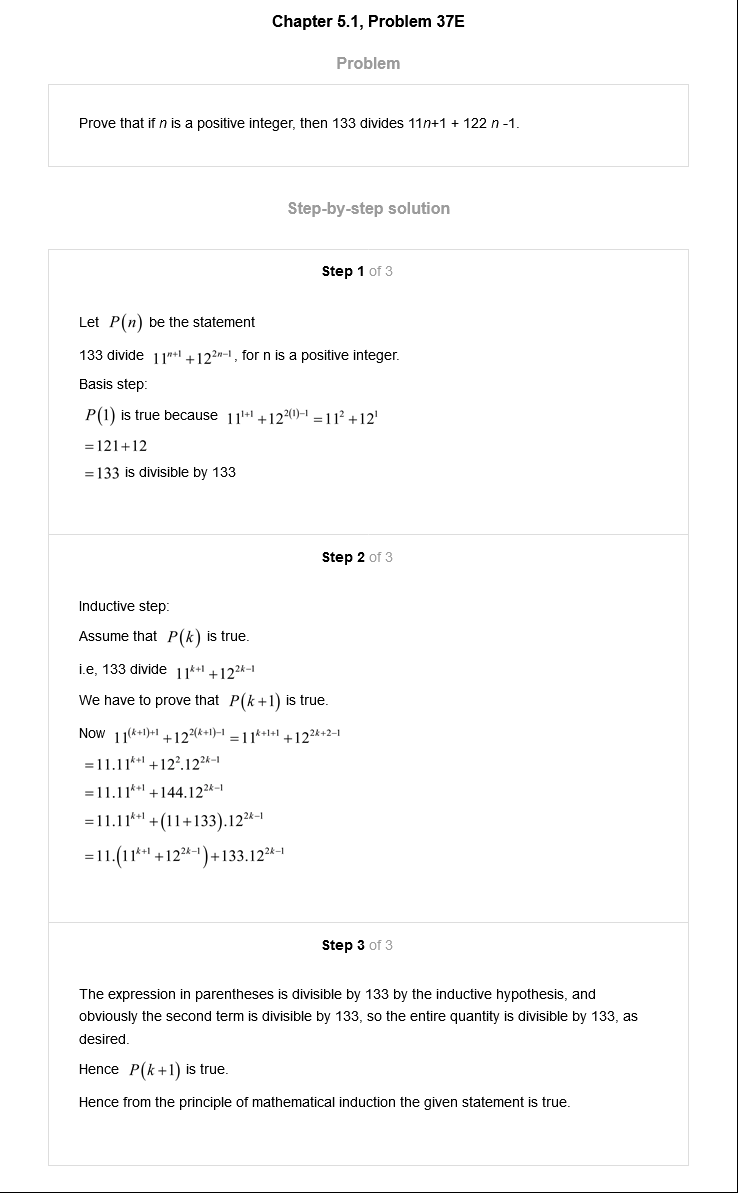 Chapter 5.1, Problem 37E
Problem
Prove that if n is a positive integer, then 133 divides 11n+1 + 122 n -1.
Step-by-step solution
Step 1 of 3
Let P(n) be the statement
133 divide 11^{n+1} + 12^{2n−1}, for n is a positive integer.
Basis step:
P(1) is true because 11^{1+1} + 12^{2(1)−1} = 11^2 + 12^1
= 121 + 12
= 133 is divisible by 133
Step 2 of 3
Inductive step:
Assume that P(k) is true.
i.e, 133 divide 11^{k+1} + 12^{2k−1}
We have to prove that P(k+1) is true.
Now 11^{(k+1)+1} + 12^{2(k+1)−1} = 11^{k+1+1} + 12^{2k+2−1}
= 11.11^{k+1} + 12^2.12^{2k−1}
= 11.11^{k+1} + 144.12^{2k−1}
= 11.11^{k+1} + (11+133).12^{2k−1}
= 11.(11^{k+1} + 12^{2k−1}) + 133.12^{2k−1}
Step 3 of 3
The expression in parentheses is divisible by 133 by the inductive hypothesis, and
obviously the second term is divisible by 133, so the entire quantity is divisible by 133, as
desired.
Hence P(k+1) is true.
Hence from the principle of mathematical induction the given statement is true.